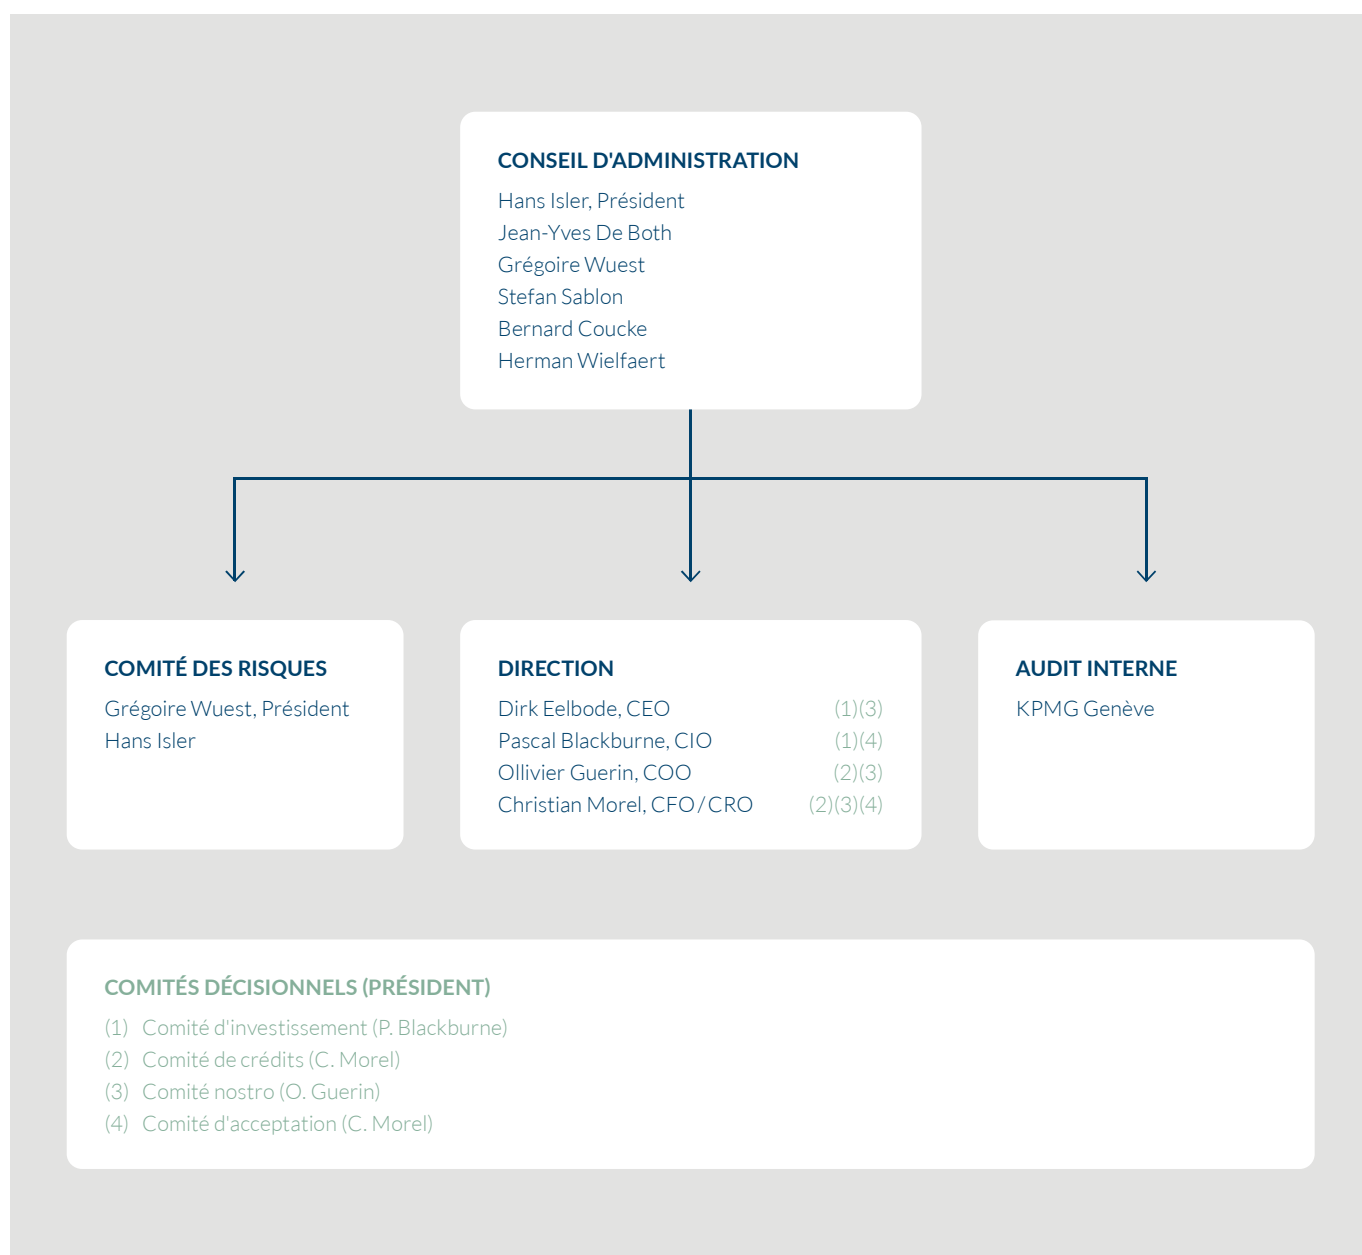 CONSEIL D'ADMINISTRATION
Hans Isler, Président
Jean-Yves De Both
Grégoire Wuest
Stefan Sablon
Bernard Coucke
Herman Wielfaert
COMITÉ DES RISQUES
Grégoire Wuest, Président
Hans Isler
DIRECTION
Dirk Eelbode, CEO (1)(3)
Pascal Blackburne, CIO (1)(4)
Ollivier Guerin, COO (2)(3)
Christian Morel, CFO/CRO (2)(3)(4)
AUDIT INTERNE
KPMG Genève
COMITÉS DÉCISIONNELS (PRÉSIDENT)
(1) Comité d'investissement (P. Blackburne)
(2) Comité de crédits (C. Morel)
(3) Comité nostro (O. Guerin)
(4) Comité d'acceptation (C. Morel)